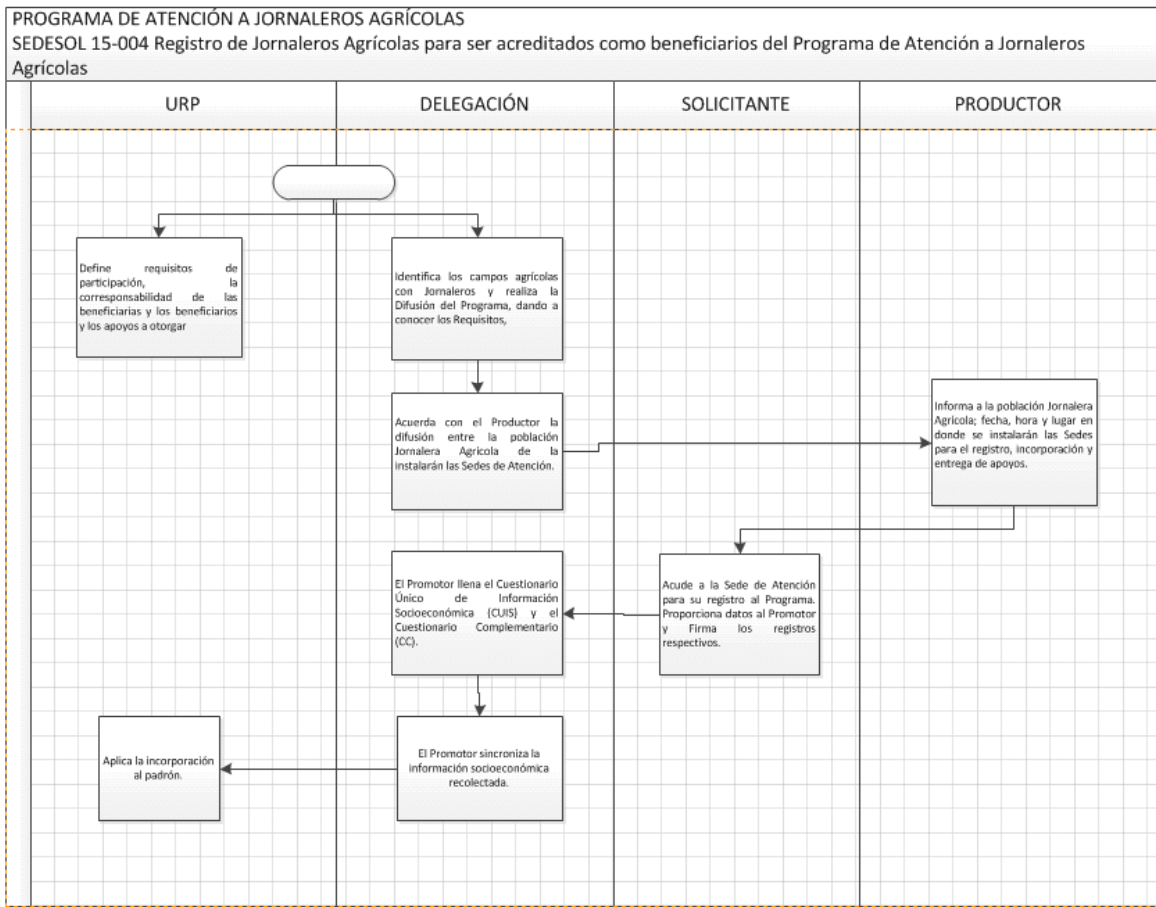 PROGRAMA DE ATENCIÓN A JORNALEROS AGRÍCOLAS
SEDESOL 15-004 Registro de Jornaleros Agrícolas para ser acreditados como beneficiarios del Programa de Atención a Jornaleros
Agrícolas
URP
DELEGACIÓN
SOLICITANTE
PRODUCTOR
Define requisitos de
participación, la
corresponsabilidad de las
beneficiarias y los beneficiarios
y los apoyos a otorgar
Identifica los campos agrícolas
con Jornaleros y realiza la
Difusión del Programa, dando a
conocer los Requisitos,
Acuerda con el Productor la
difusión entre la población
Jornalera Agricola de la
instalarán las Sedes de Atención.
Informa a la población Jornalera
Agrícola; fecha, hora y lugar en
donde se instalarán las Sedes
para el registro, incorporación y
entrega de apoyos.
El Promotor llena el Cuestionario
Único de Información
Socioeconómica (CUIS) y el
Cuestionario Complementario
(CC).
Acude a la Sede de Atención
para su registro al Programa.
Proporciona datos al Promotor
y Firma los registros
respectivos.
Aplica la incorporación
al padrón.
El Promotor sincroniza la
información socioeconómica
recolectada.